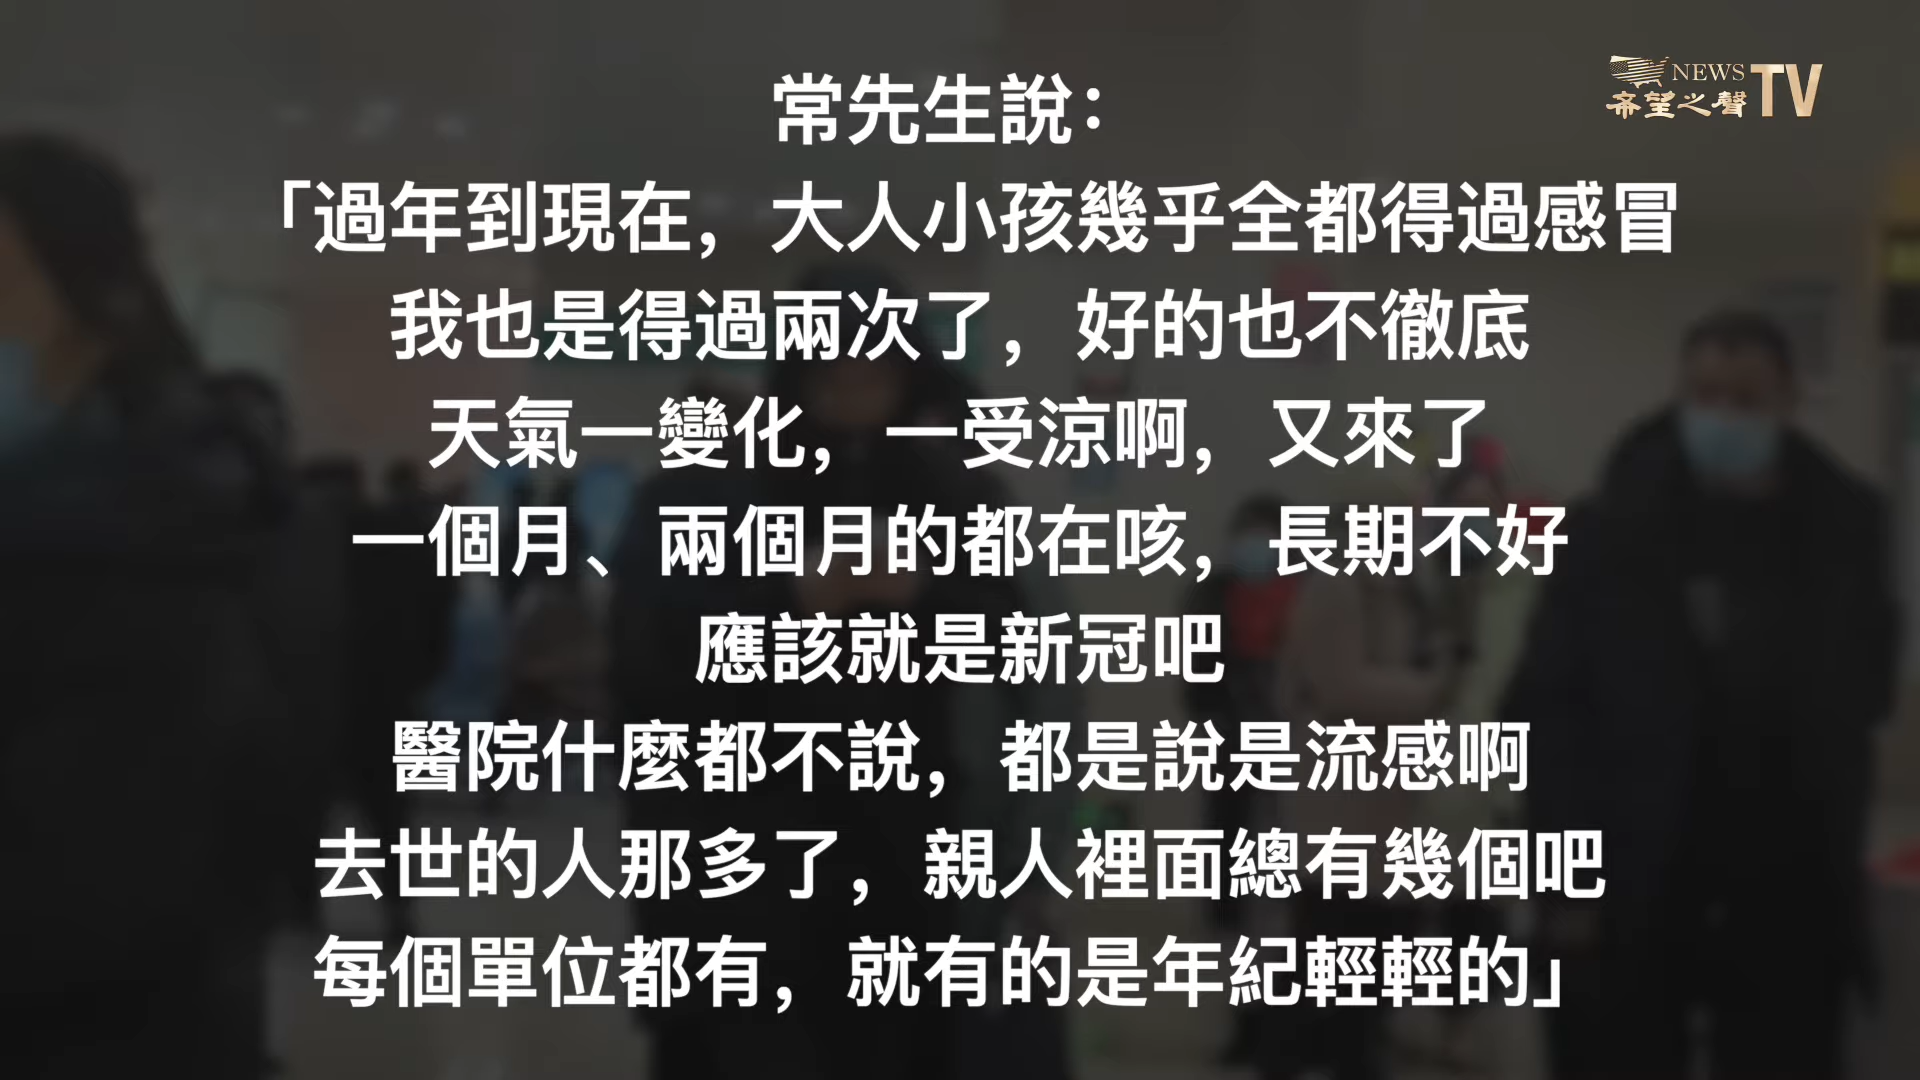 NEWS
希望之聲TV
常先生說：
「過年到現在，大人小孩幾乎全都得過感冒
我也是得過兩次了，好的也不徹底
天氣一變化，一受涼啊，又來了
一個月、兩個月的都在咳，長期不好
應該就是新冠吧
醫院什麼都不說，都是說是流感啊
去世的人那多了，親人裡面總有幾個吧
每個單位都有，就有的是年紀輕輕的」